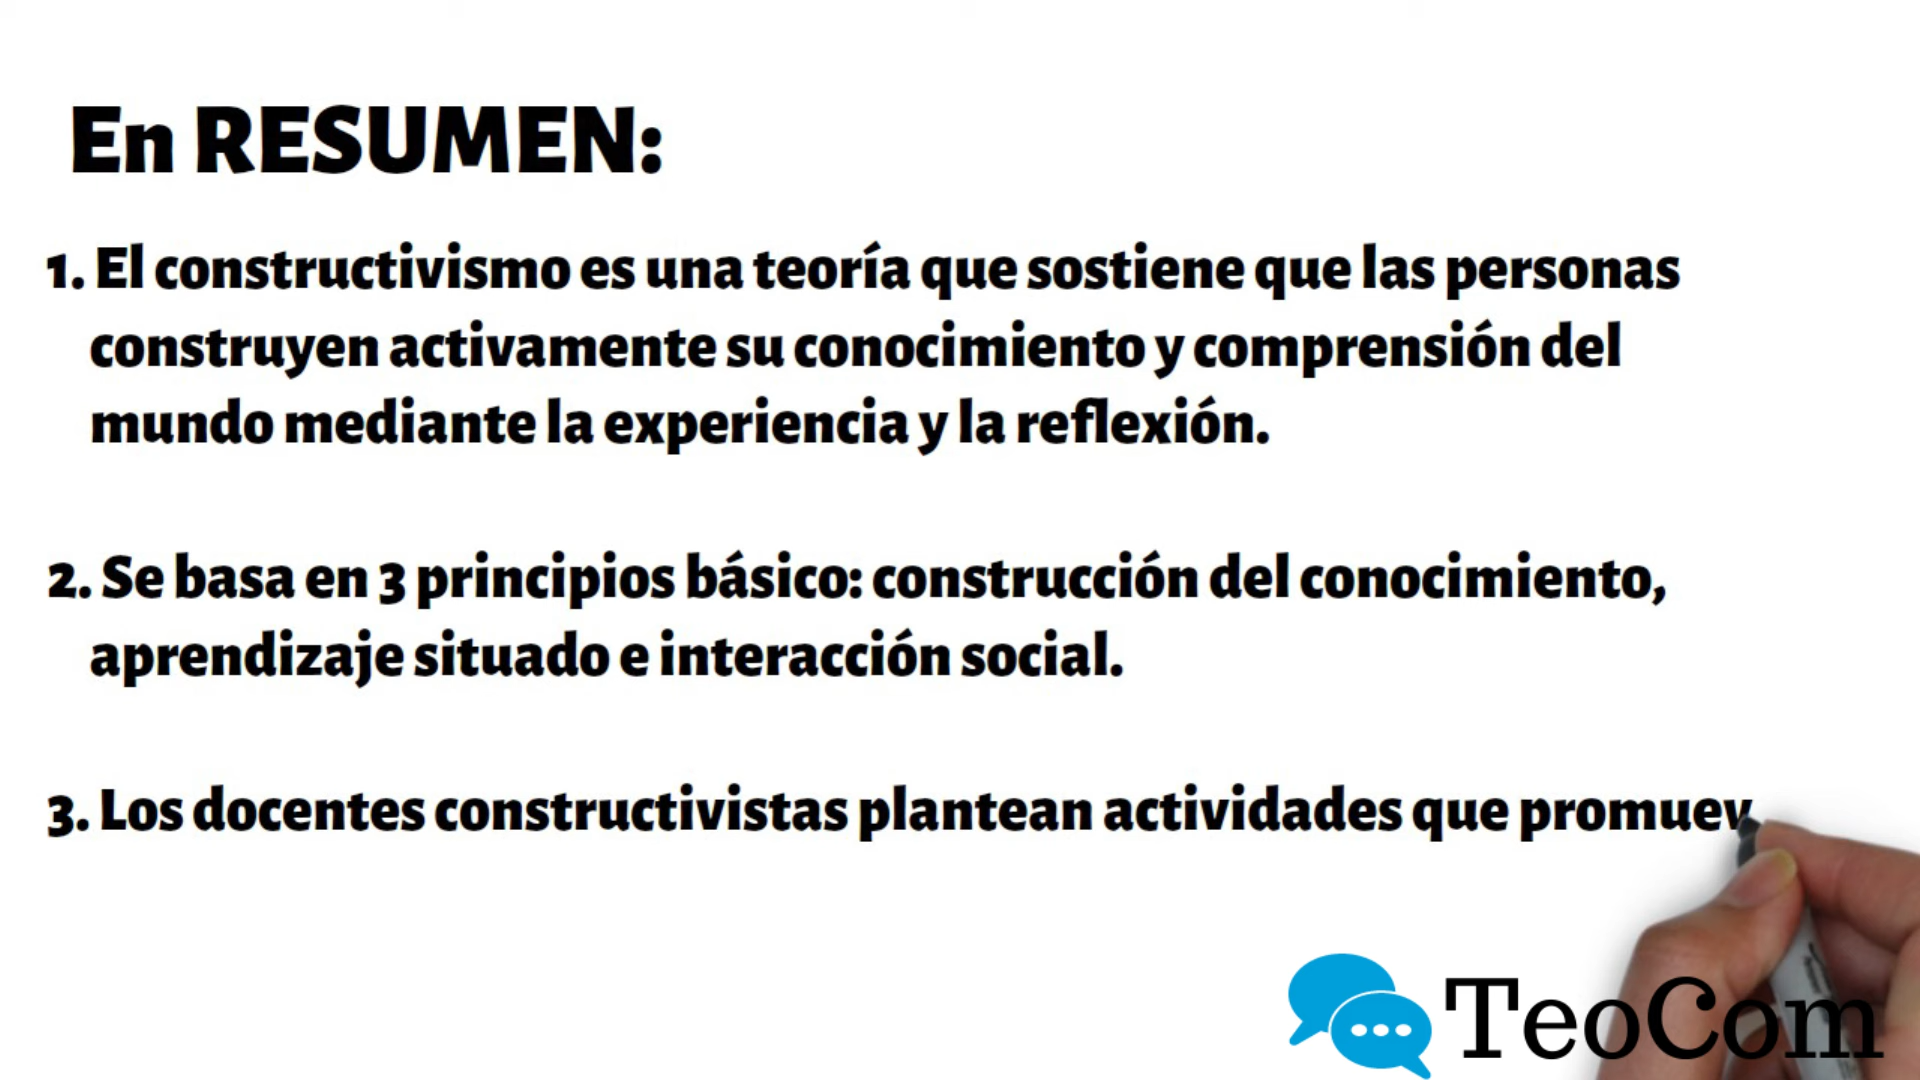 En RESUMEN:
1. El constructivismo es una teoría que sostiene que las personas
construyen activamente su conocimiento y comprensión del
mundo mediante la experiencia y la reflexión.
2. Se basa en 3 principios básico: construcción del conocimiento,
aprendizaje situado e interacción social.
3. Los docentes constructivistas plantean actividades que promuev
TeoCom